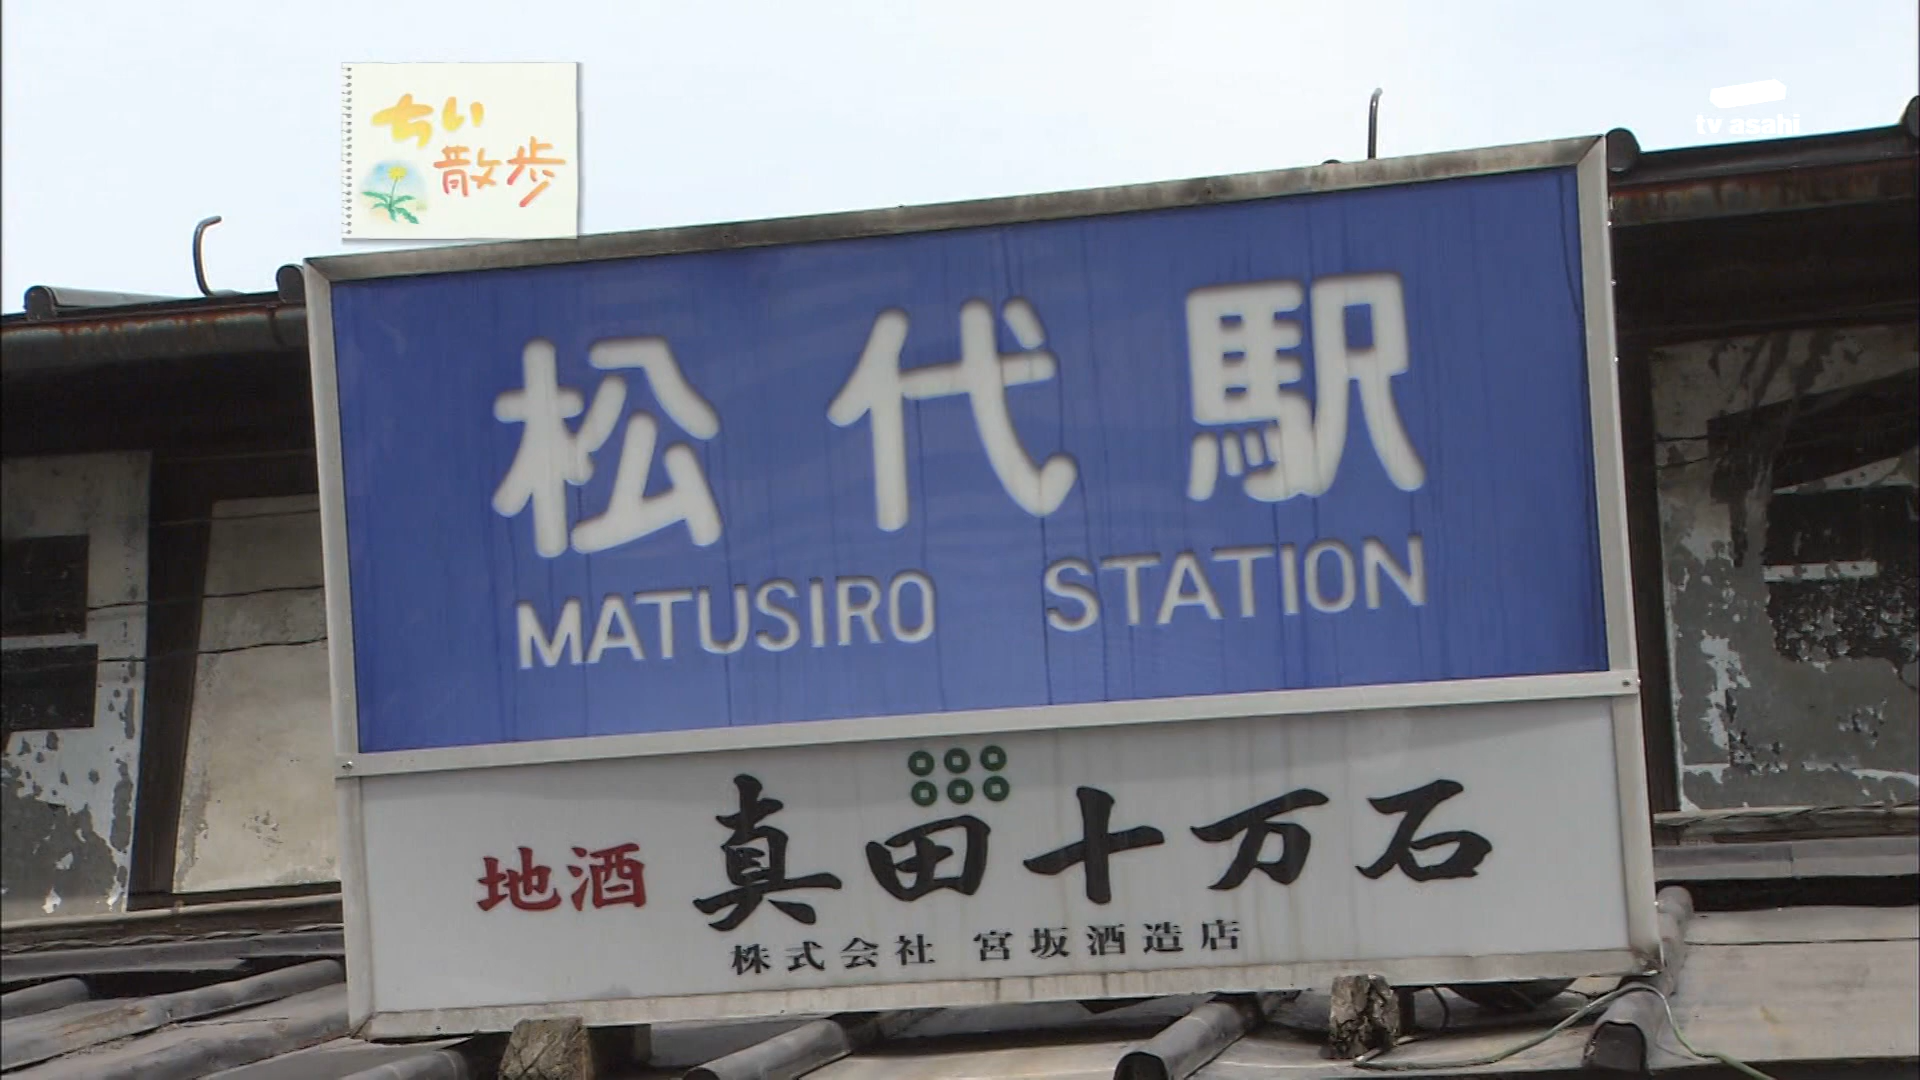 ちい
散歩
tv asahi
松代駅
MATUSIRO STATION
地酒 真田十万石
株式会社 宮坂酒造店